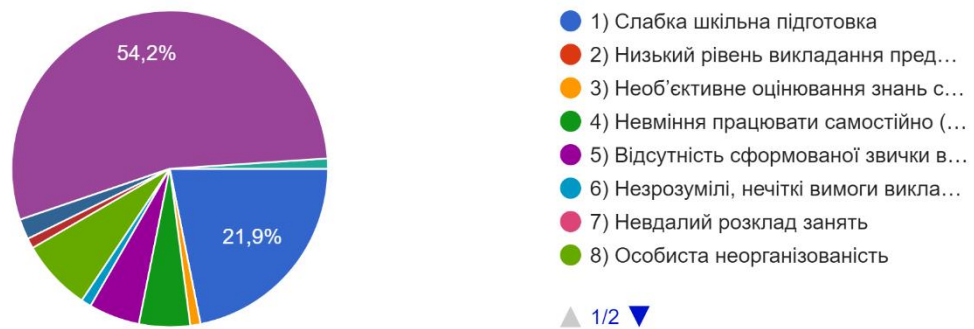 54,2%
21,9%
1) Слабка шкільна підготовка
2) Низький рівень викладання пред…
3) Необ’єктивне оцінювання знань с…
4) Невміння працювати самостійно (…
5) Відсутність сформованої звички в…
6) Незрозумілі, нечіткі вимоги викла…
7) Невдалий розклад занять
8) Особиста неорганізованість
1/2